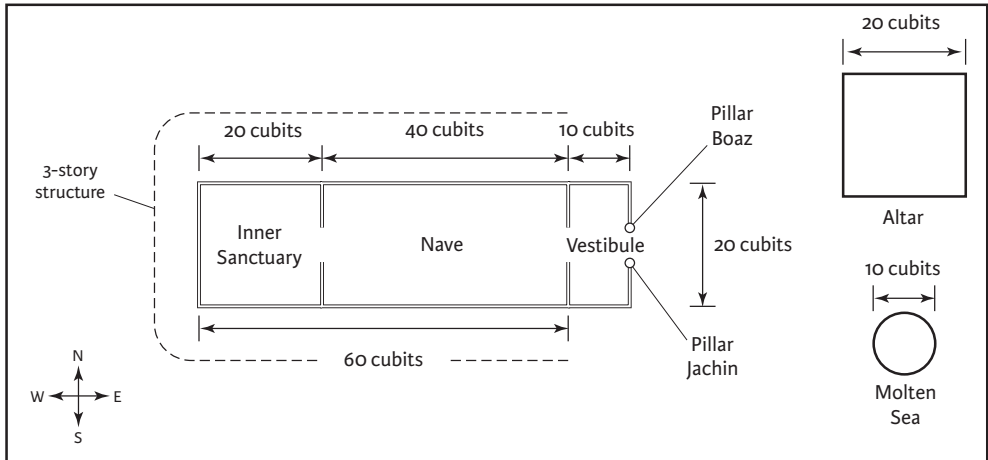 20 cubits
20 cubits
40 cubits
10 cubits
Pillar
Boaz
3-story
structure
Inner
Sanctuary
Nave
Vestibule
20 cubits
Altar
10 cubits
60 cubits
Pillar
Jachin
Molten
Sea
N
W
E
S